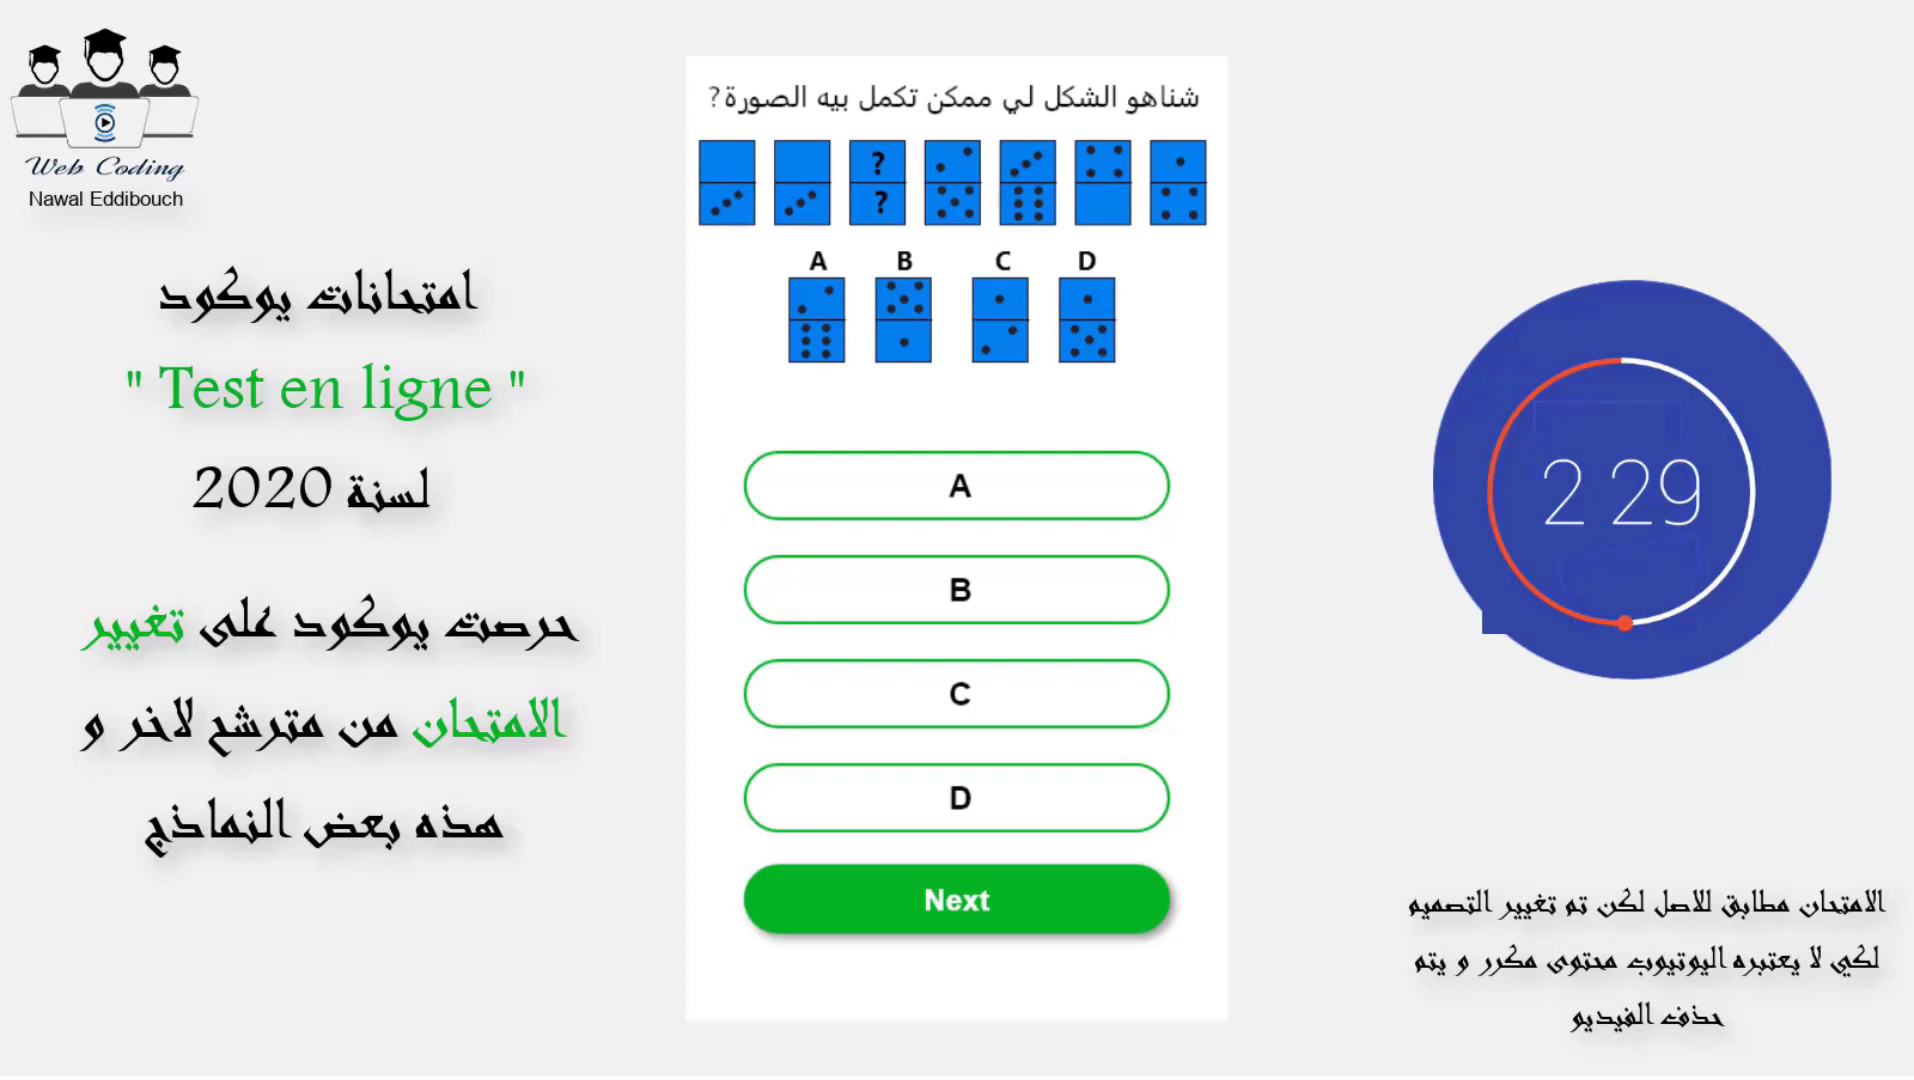 Web Coding
Nawal Eddibouch
امتحانات يوكود
" Test en ligne "
لسنة 2020
حرصت يوكود على تغيير
الامتحان من مترشح لاخر و
هذه بعض النماذج
شناهو الشكل لي ممكن تكمل بيه الصورة?
?
?
A B C D
A
B
C
D
Next
2 29
الامتحان مطابق للاصل لكن تم تغيير التصميم
لكي لا يعتبره اليوتيوب محتوى مكرر و يتم
حذف الفيديو